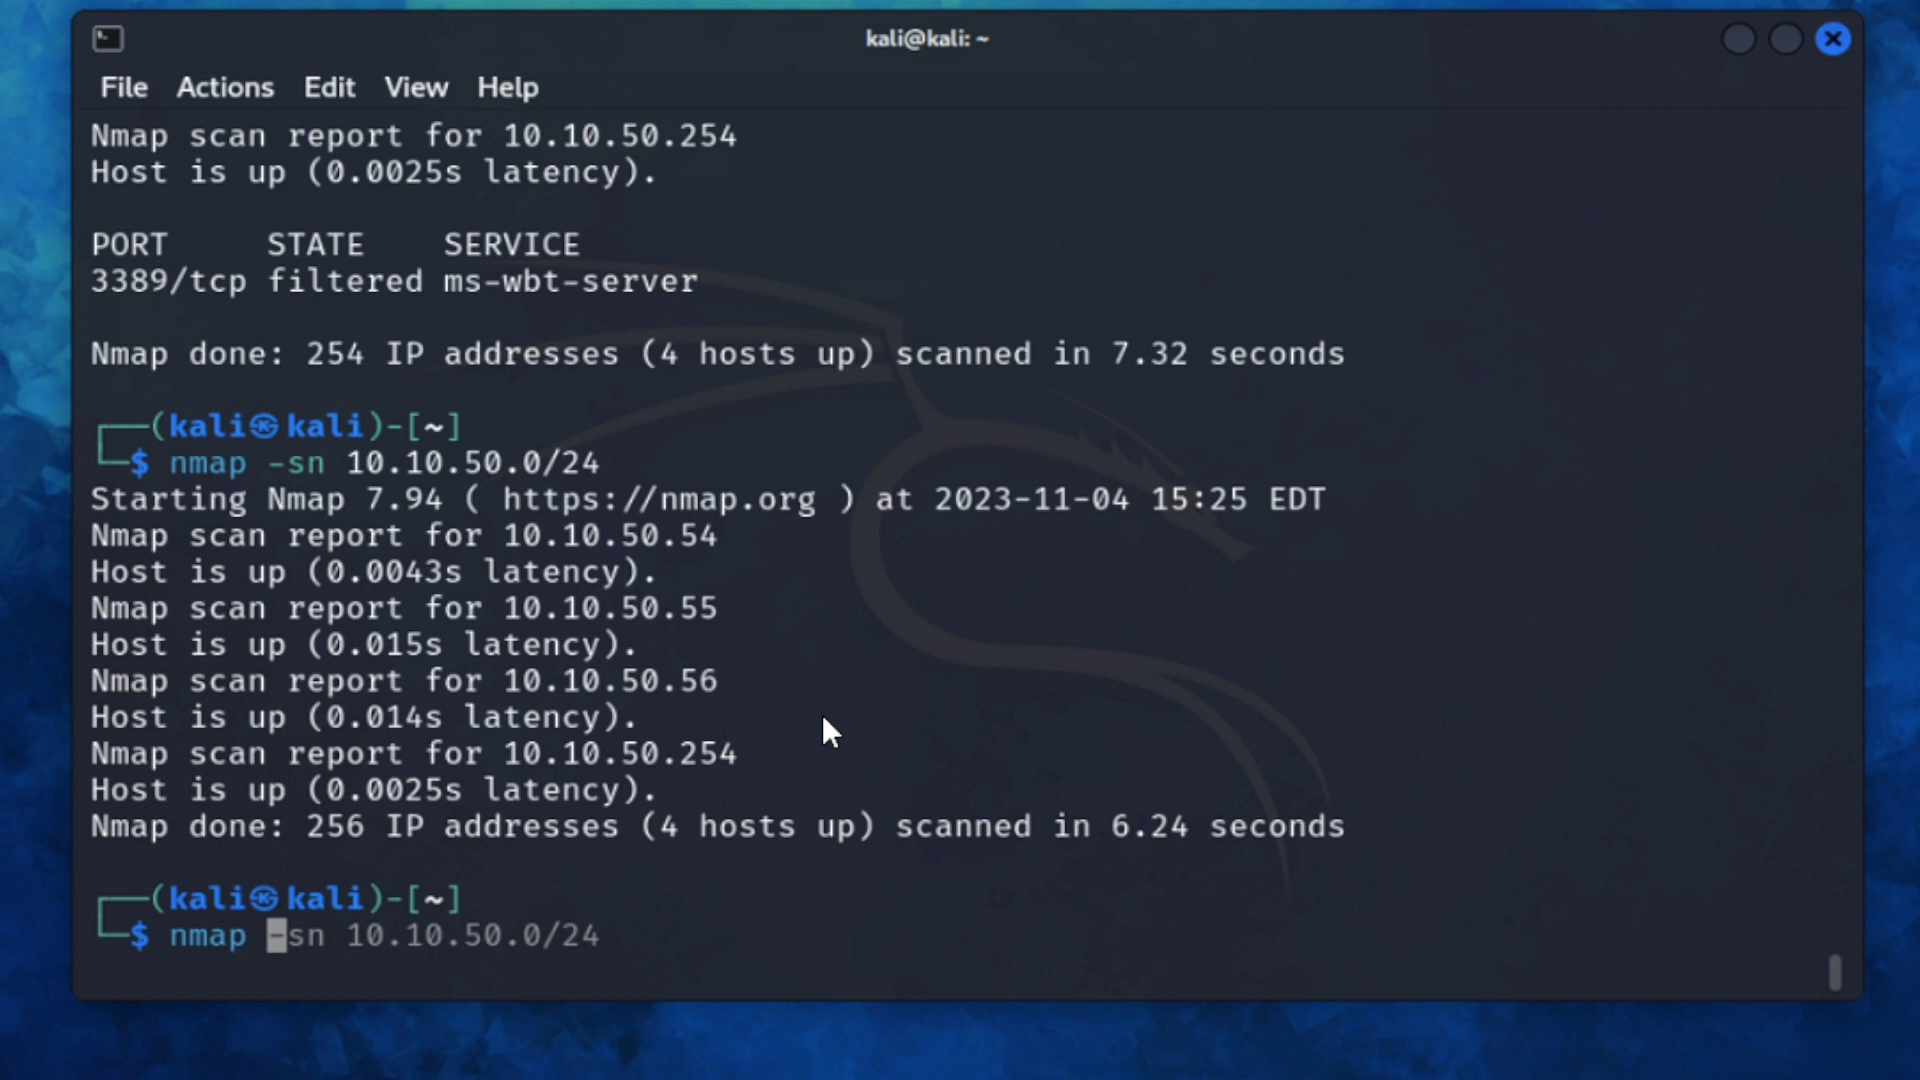 kali@kali: ~
File Actions Edit View Help
Nmap scan report for 10.10.50.254
Host is up (0.0025s latency).
PORT     STATE    SERVICE
3389/tcp filtered ms-wbt-server
Nmap done: 254 IP addresses (4 hosts up) scanned in 7.32 seconds
┌──(kali㉿kali)-[~]
└─$ nmap -sn 10.10.50.0/24
Starting Nmap 7.94 ( https://nmap.org ) at 2023-11-04 15:25 EDT
Nmap scan report for 10.10.50.54
Host is up (0.0043s latency).
Nmap scan report for 10.10.50.55
Host is up (0.015s latency).
Nmap scan report for 10.10.50.56
Host is up (0.014s latency).
Nmap scan report for 10.10.50.254
Host is up (0.0025s latency).
Nmap done: 256 IP addresses (4 hosts up) scanned in 6.24 seconds
┌──(kali㉿kali)-[~]
└─$ nmap -sn 10.10.50.0/24